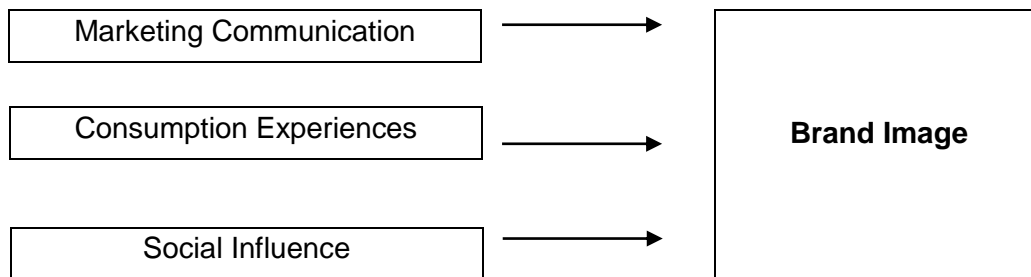 Marketing Communication
Consumption Experiences
Brand Image
Social Influence